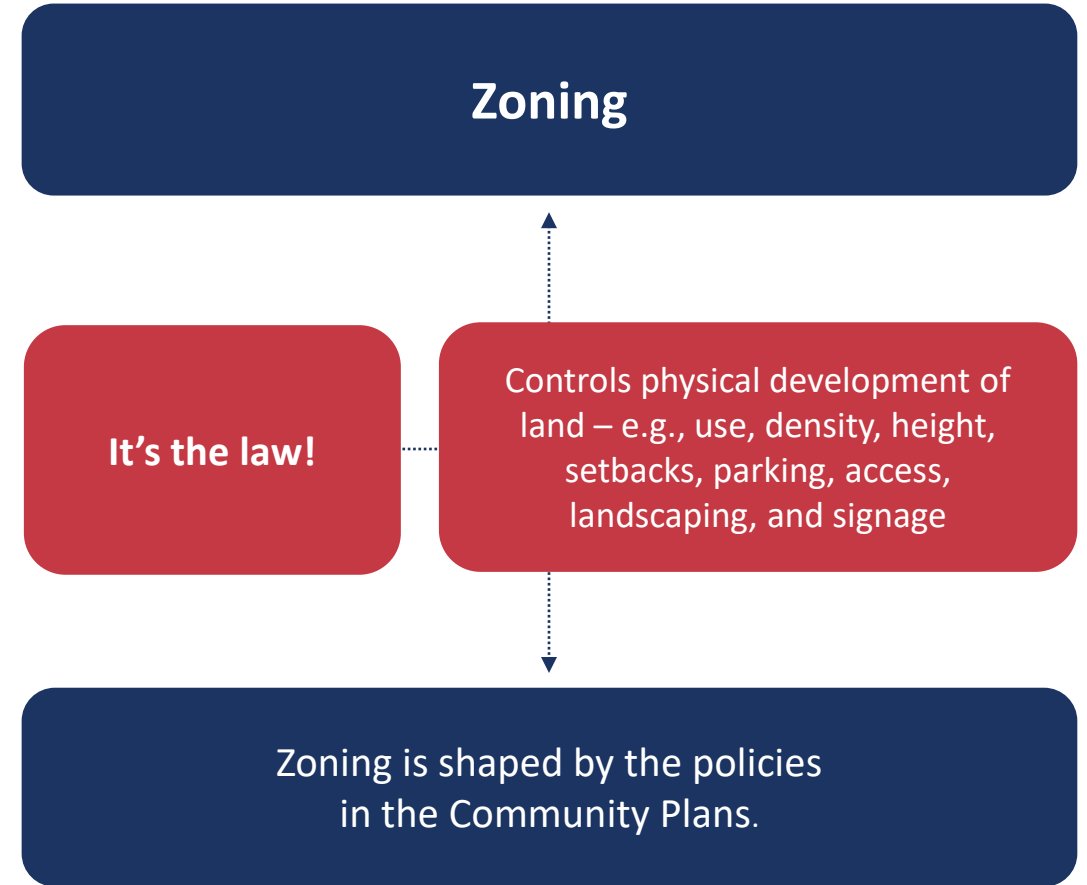 Zoning
It’s the law!
Controls physical development of
land – e.g., use, density, height,
setbacks, parking, access,
landscaping, and signage
Zoning is shaped by the policies
in the Community Plans.